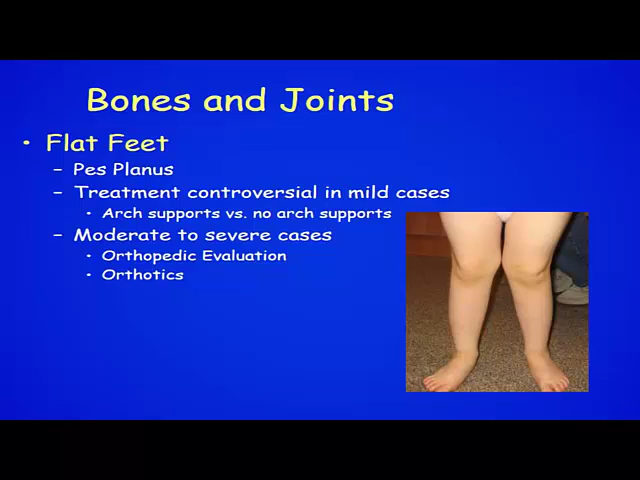 Bones and Joints
• Flat Feet
– Pes Planus
– Treatment controversial in mild cases
• Arch supports vs. no arch supports
– Moderate to severe cases
• Orthopedic Evaluation
• Orthotics